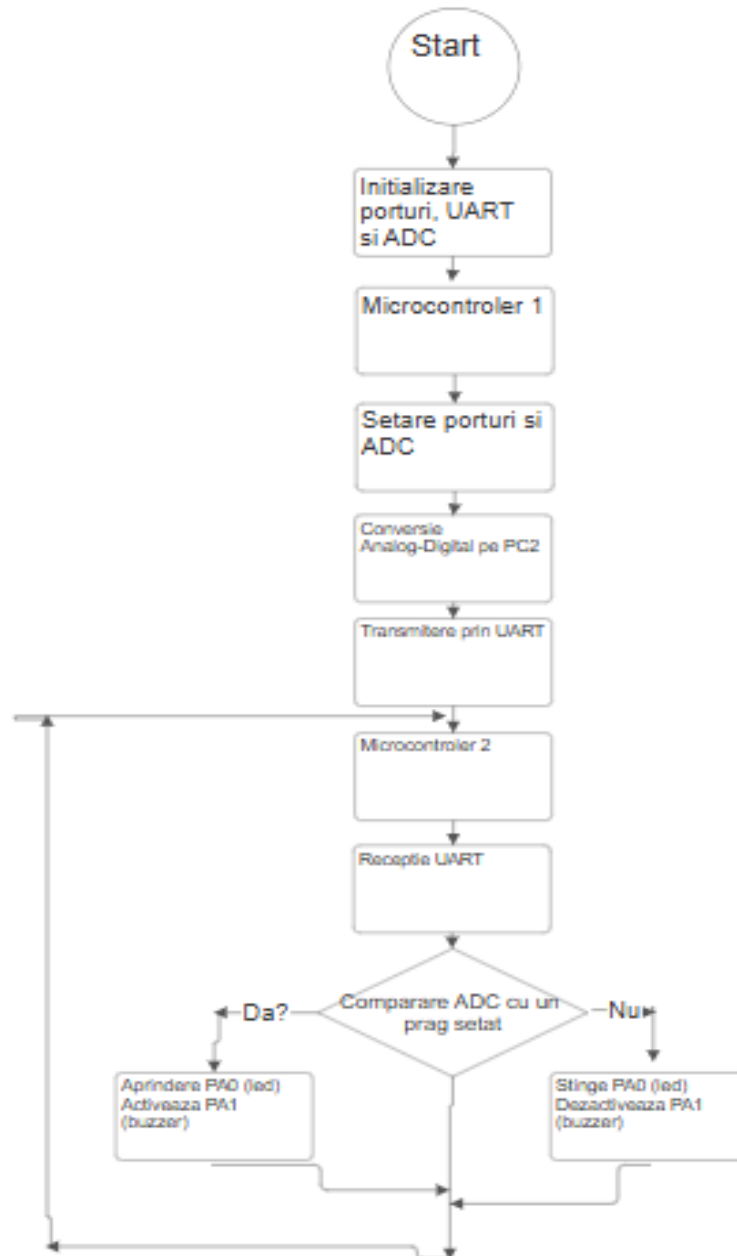 Start
Initializare
porturi, UART
si ADC
Microcontroler 1
Setare porturi si
ADC
Conversie
Analog-Digital pe PC2
Transmitere prin UART
Microcontroler 2
Receptie UART
Comparare ADC cu un
prag setat
Da?
Nu
Aprindere PA0 (led)
Activeaza PA1
(buzzer)
Stinge PA0 (led)
Dezactiveaza PA1
(buzzer)